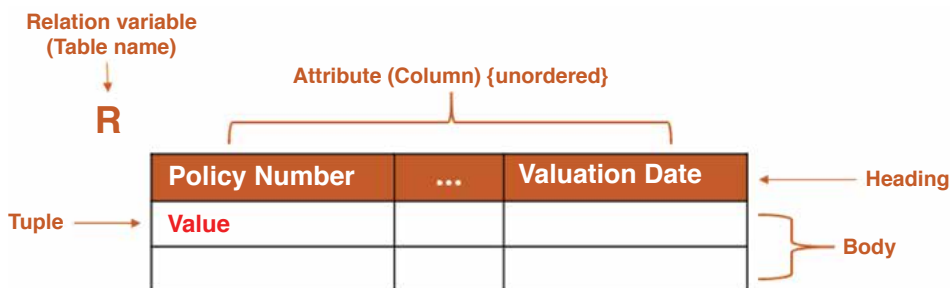 Relation variable
(Table name)
Attribute (Column) {unordered}
R
Policy Number ... Valuation Date
Heading
Tuple
Value
Body